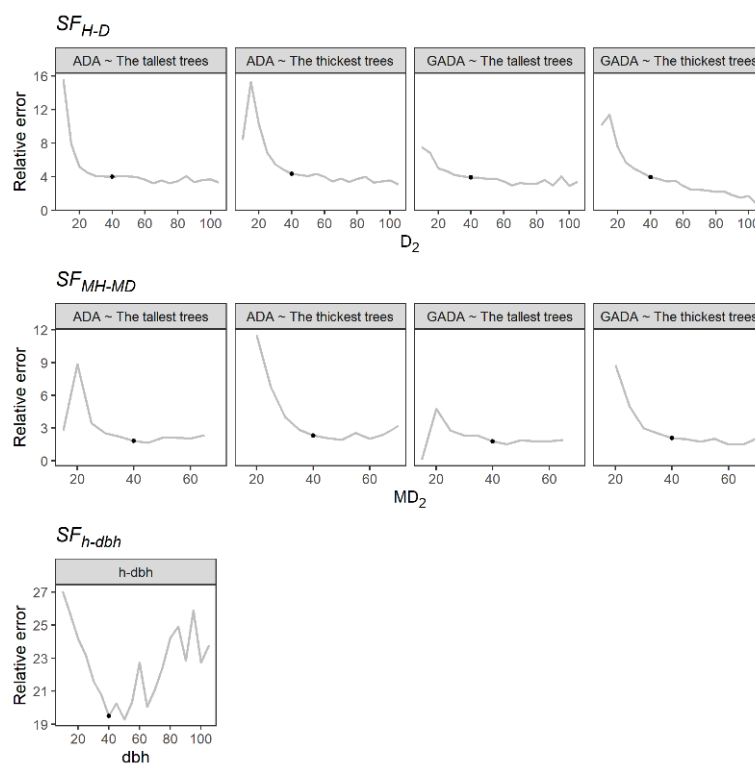 SF_H-D
ADA ~ The tallest trees
ADA ~ The thickest trees
GADA ~ The tallest trees
GADA ~ The thickest trees
Relative error
16
12
8
4
0
20 40 60 80 100
20 40 60 80 100
20 40 60 80 100
20 40 60 80 100
D₂
SF_MH-MD
ADA ~ The tallest trees
ADA ~ The thickest trees
GADA ~ The tallest trees
GADA ~ The thickest trees
Relative error
12
9
6
3
0
20 40 60
20 40 60
20 40 60
20 40 60
MD₂
SF_h-dbh
h-dbh
Relative error
27
25
23
21
19
20 40 60 80 100
dbh